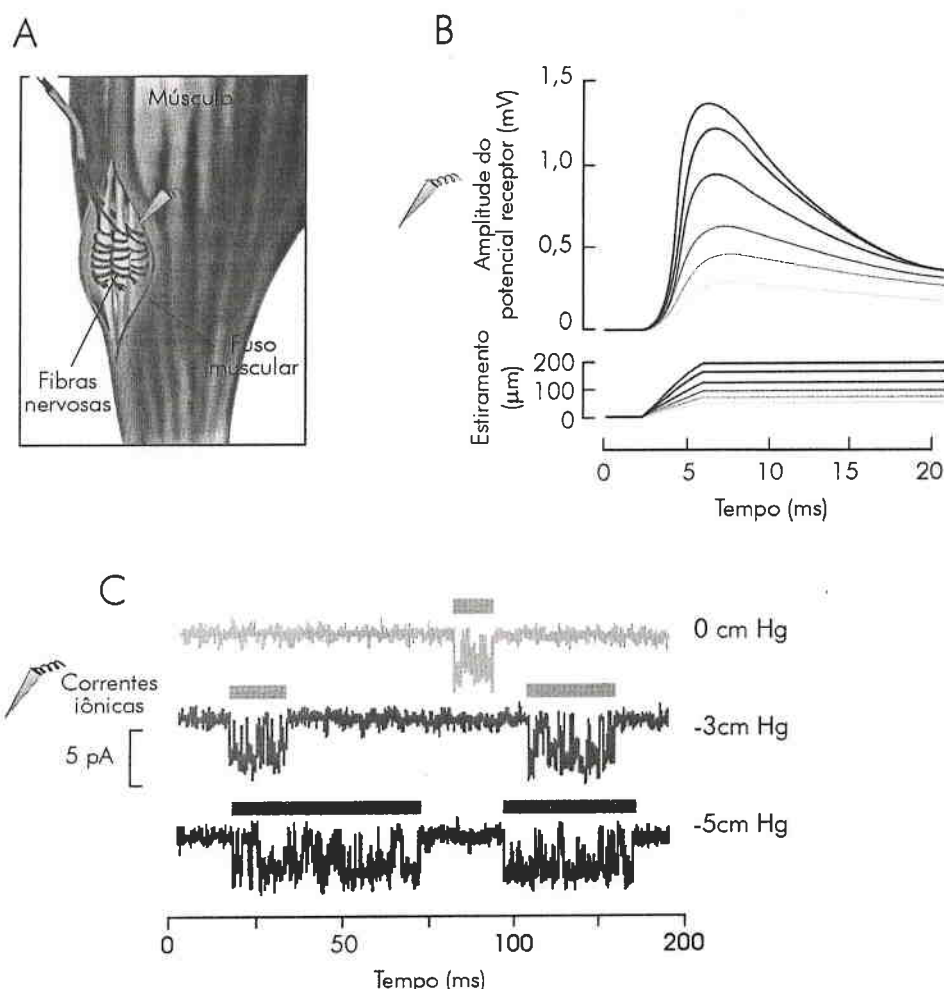 A
Músculo
Fibras
nervosas
Fuso
muscular
B
Amplitude do
potencial receptor (mV)
1,5
1,0
0,5
0
Estiramento
(μm)
200
100
0
0 5 10 15 20
Tempo (ms)
C
Correntes
iônicas
5 pA
0 cm Hg
-3cm Hg
-5cm Hg
0 50 100 200
Tempo (ms)